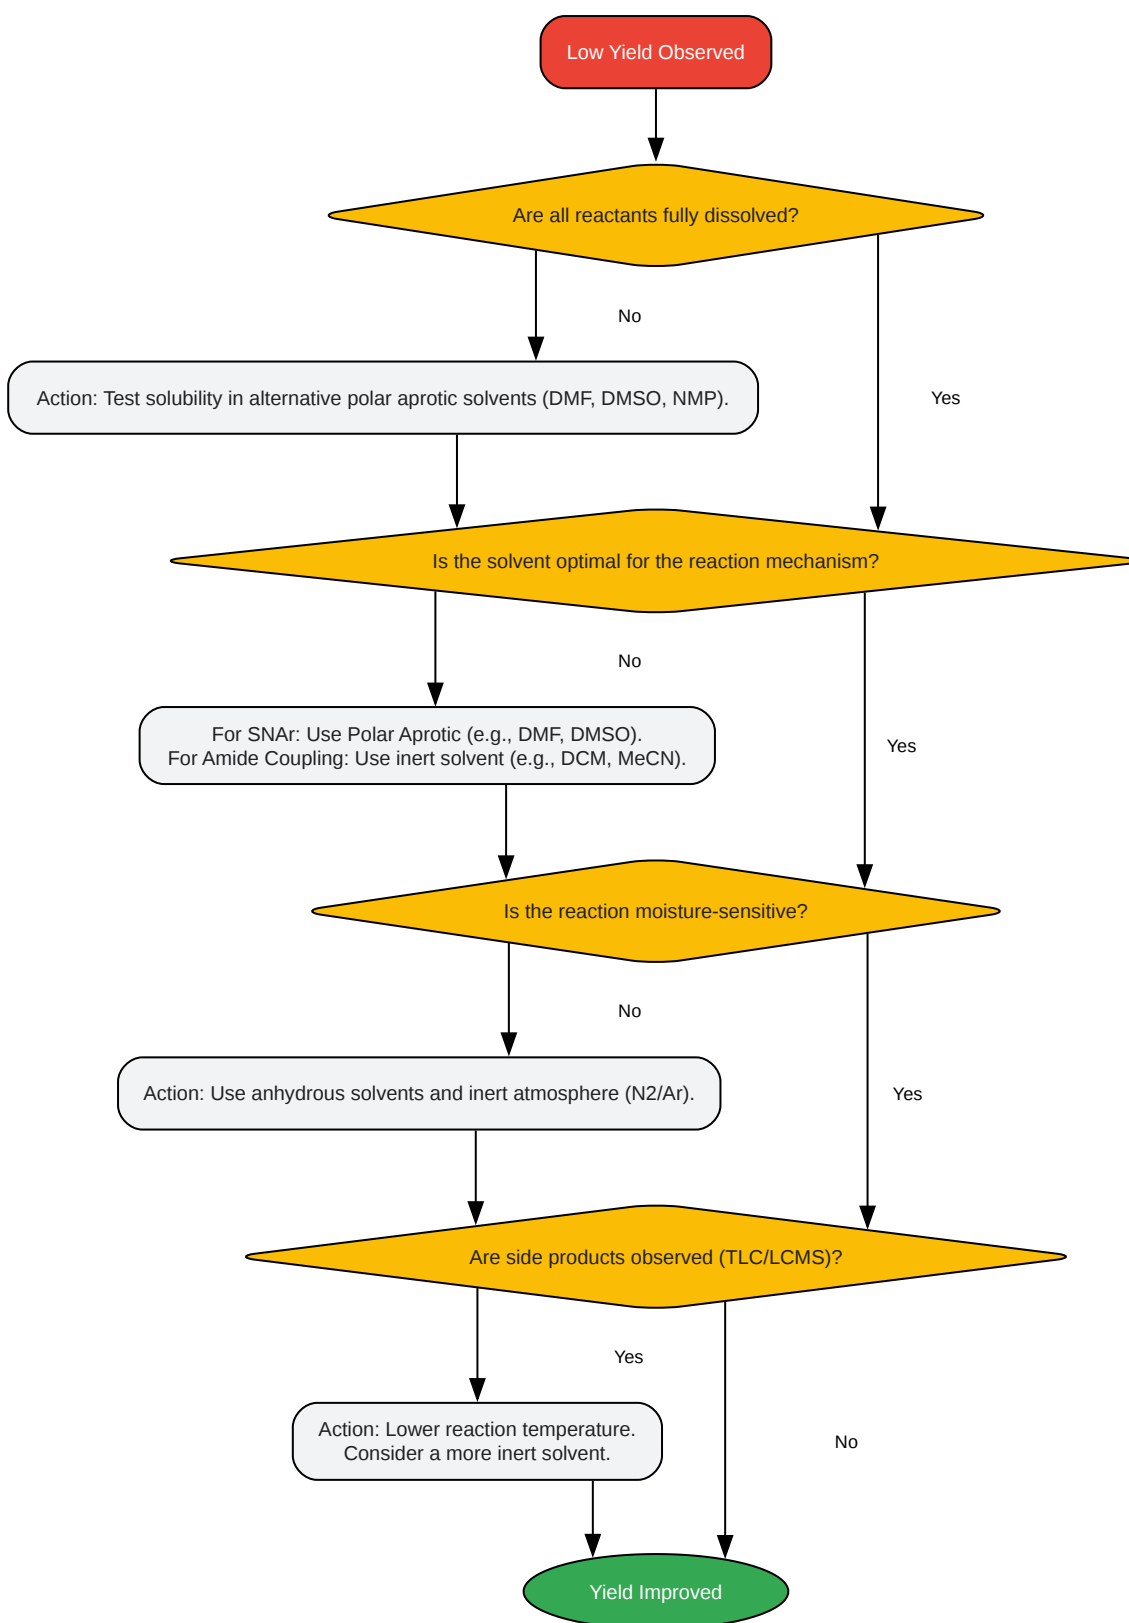 Low Yield Observed
Are all reactants fully dissolved?
No
Action: Test solubility in alternative polar aprotic solvents (DMF, DMSO, NMP).
Yes
Is the solvent optimal for the reaction mechanism?
No
For SNAr: Use Polar Aprotic (e.g., DMF, DMSO).
For Amide Coupling: Use inert solvent (e.g., DCM, MeCN).
Yes
Is the reaction moisture-sensitive?
No
Action: Use anhydrous solvents and inert atmosphere (N2/Ar).
Yes
Are side products observed (TLC/LCMS)?
Yes
Action: Lower reaction temperature.
Consider a more inert solvent.
No
Yield Improved